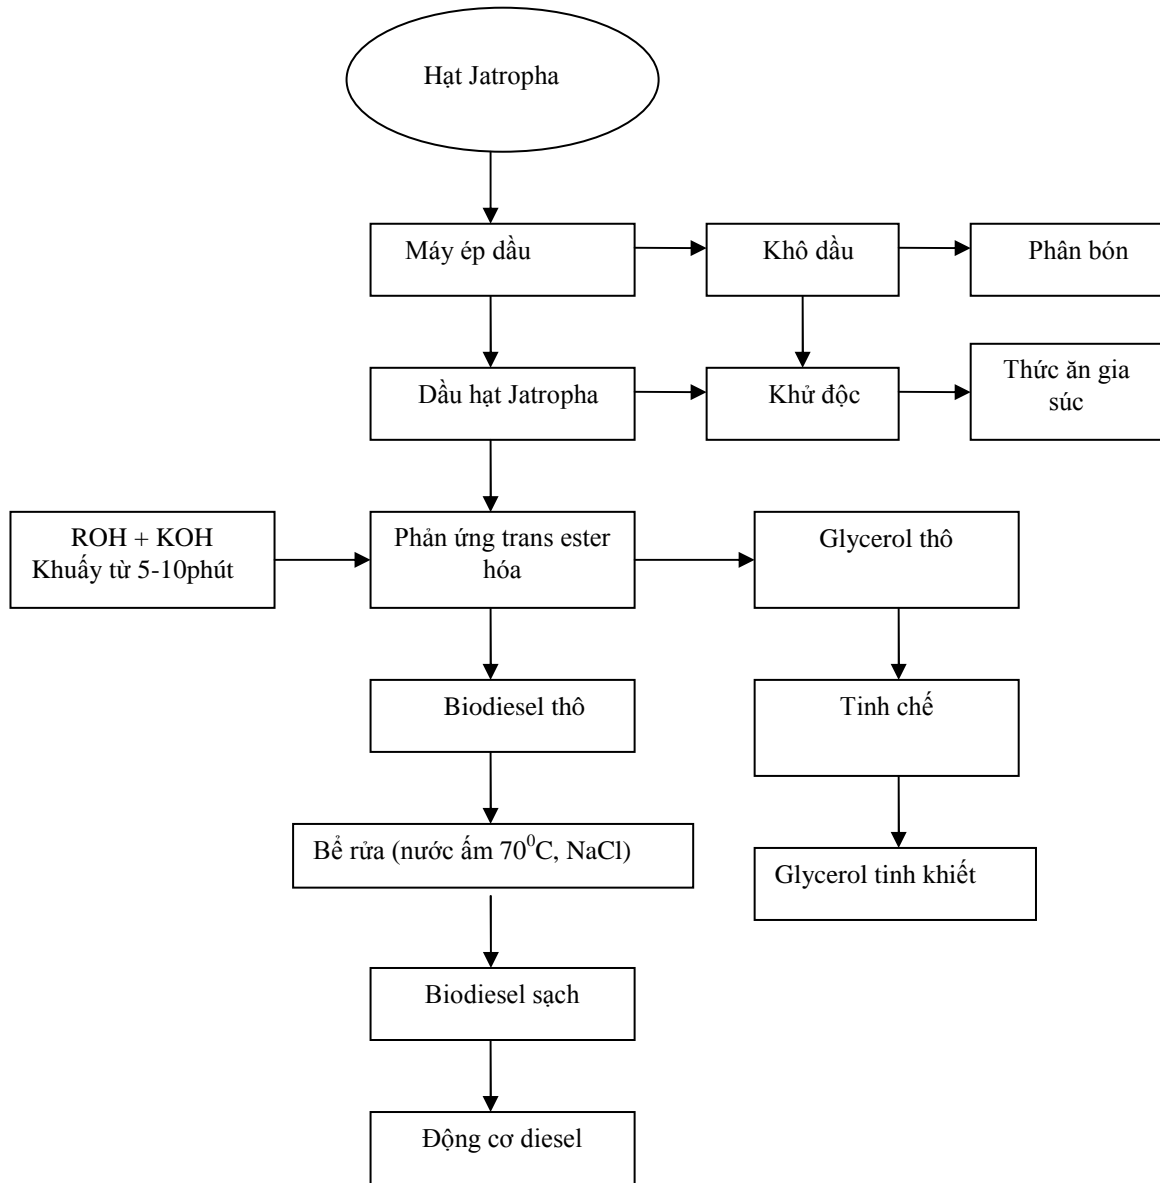 Hạt Jatropha
Máy ép dầu
Khô dầu
Phân bón
Dầu hạt Jatropha
Khử độc
Thức ăn gia
súc
ROH + KOH
Khuấy từ 5-10phút
Phản ứng trans ester
hóa
Glycerol thô
Biodiesel thô
Tinh chế
Bể rửa (nước ấm 70⁰C, NaCl)
Glycerol tinh khiết
Biodiesel sạch
Động cơ diesel